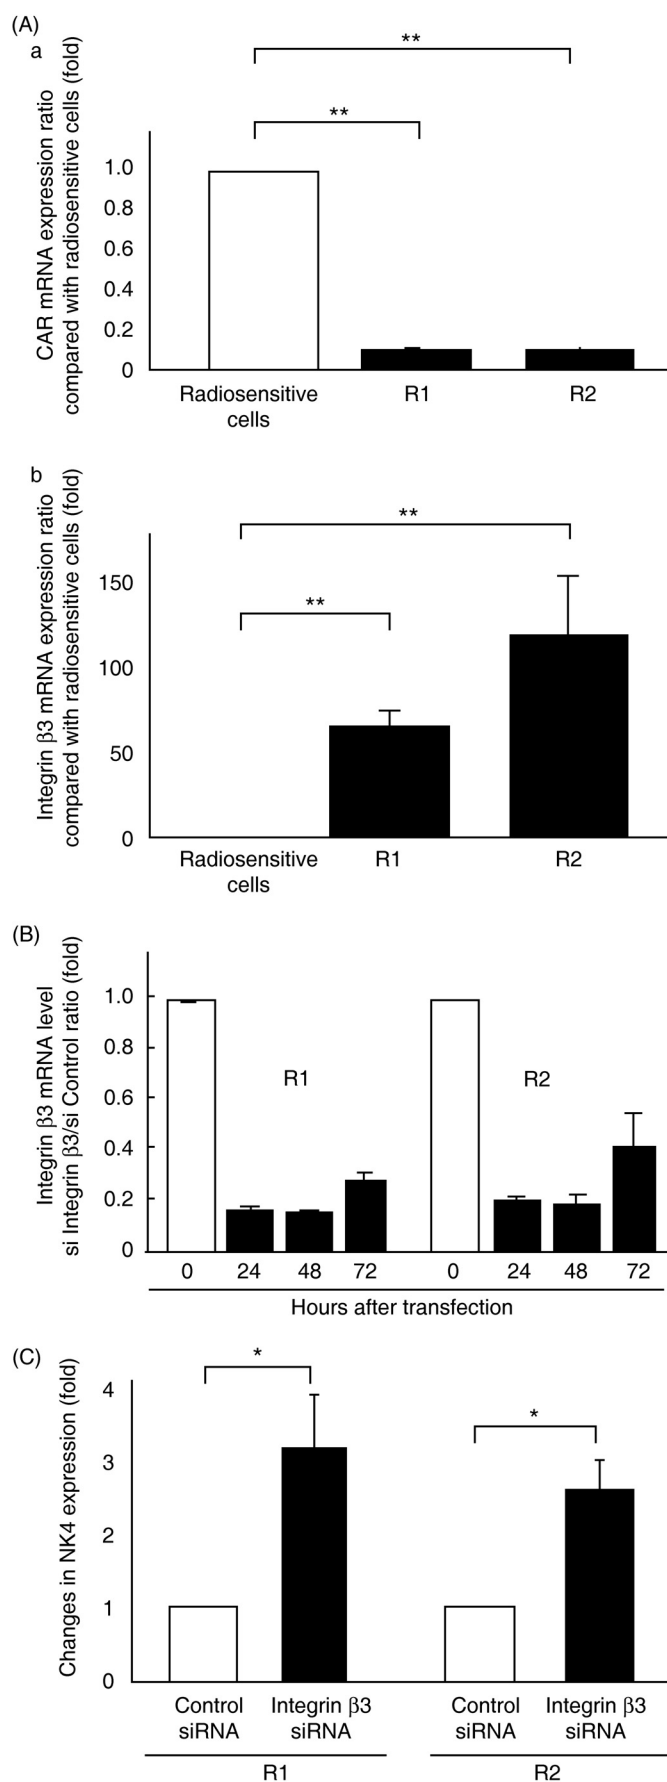 (A)
a
CAR mRNA expression ratio
compared with radiosensitive cells (fold)
**
**
1.0
0.8
0.6
0.4
0.2
0
Radiosensitive
cells
R1
R2
b
Integrin β3 mRNA expression ratio
compared with radiosensitive cells (fold)
**
**
150
100
50
0
Radiosensitive
cells
R1
R2
(B)
Integrin β3 mRNA level
si Integrin β3/si Control ratio (fold)
1.0
0.8
0.6
0.4
0.2
0
R1
R2
0 24 48 72 0 24 48 72
Hours after transfection
(C)
Changes in NK4 expression (fold)
*
*
4
3
2
1
0
Control
siRNA
Integrin β3
siRNA
Control
siRNA
Integrin β3
siRNA
R1
R2